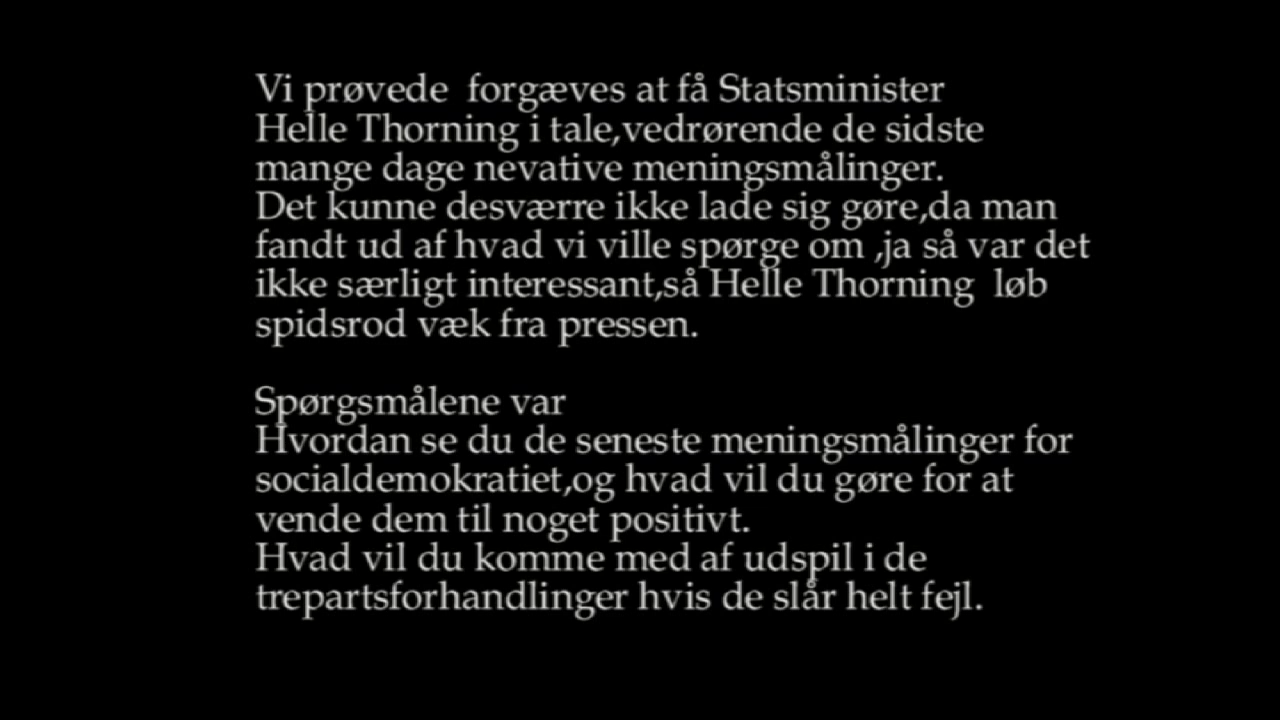 Vi prøvede  forgæves at få Statsminister
Helle Thorning i tale,vedrørende de sidste
mange dage nevative meningsmålinger.
Det kunne desværre ikke lade sig gøre,da man
fandt ud af hvad vi ville spørge om ,ja så var det
ikke særligt interessant,så Helle Thorning  løb
spidsrod væk fra pressen.
Spørgsmålene var
Hvordan se du de seneste meningsmålinger for
socialdemokratiet,og hvad vil du gøre for at
vende dem til noget positivt.
Hvad vil du komme med af udspil i de
trepartsforhandlinger hvis de slår helt fejl.